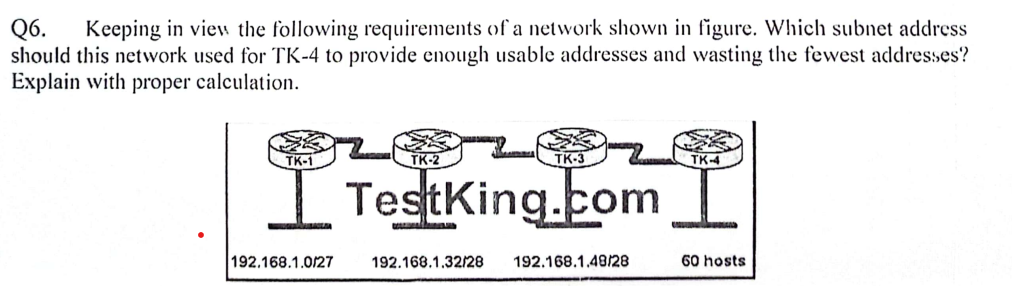 Q6. Keeping in view the following requirements of a network shown in figure. Which subnet address
should this network used for TK-4 to provide enough usable addresses and wasting the fewest addresses?
Explain with proper calculation.
TK-1 TK-2 TK-3 TK-4
TestKing.com
192.168.1.0/27 192.168.1.32/28 192.168.1.48/28 60 hosts